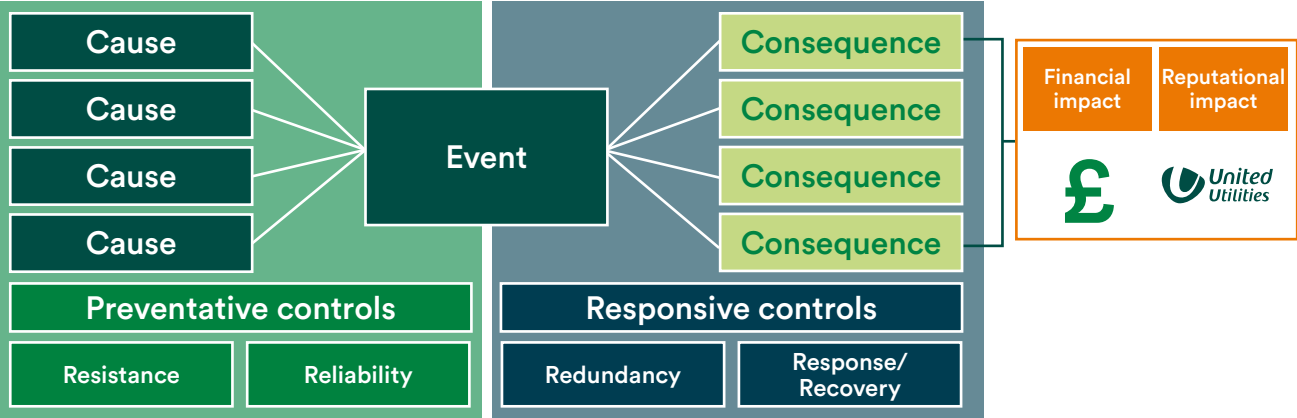 Cause
Cause
Cause
Cause
Event
Consequence
Consequence
Consequence
Consequence
Financial
impact
Reputational
impact
£
United
Utilities
Preventative controls
Resistance
Reliability
Responsive controls
Redundancy
Response/
Recovery